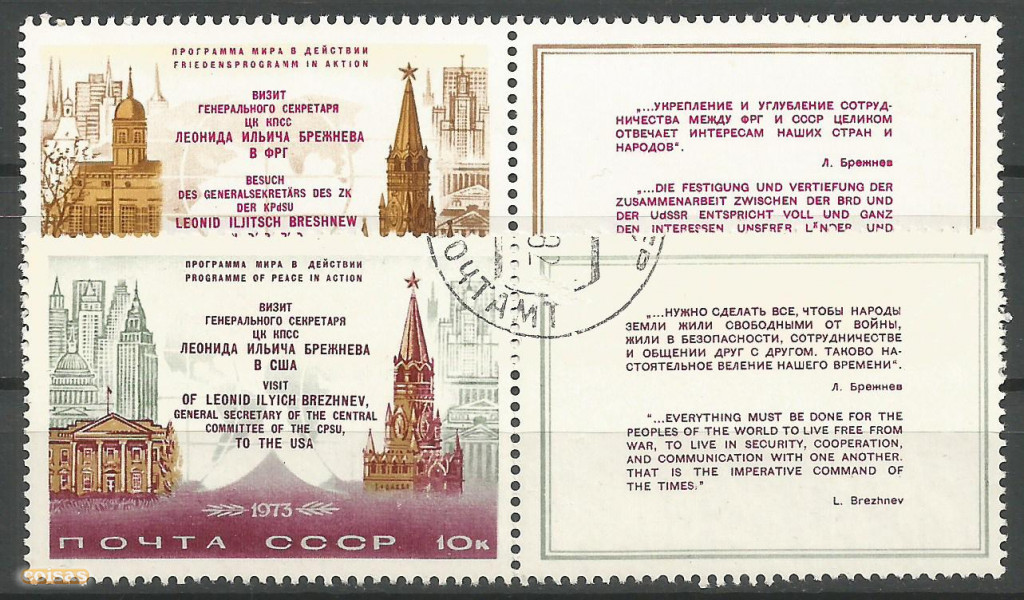 ПРОГРАММА МИРА В ДЕЙСТВИИ
FRIEDENSPROGRAMM IN AKTION
ВИЗИТ
ГЕНЕРАЛЬНОГО СЕКРЕТАРЯ
ЦК КПСС
ЛЕОНИДА ИЛЬИЧА БРЕЖНЕВА
В ФРГ
BESUCH
DES GENERALSEKRETÄRS DES ZK
DER KPdSU
LEONID ILJITSCH BRESHNEW
„...УКРЕПЛЕНИЕ И УГЛУБЛЕНИЕ СОТРУД-
НИЧЕСТВА МЕЖДУ ФРГ И СССР ЦЕЛИКОМ
ОТВЕЧАЕТ ИНТЕРЕСАМ НАШИХ СТРАН И
НАРОДОВ“.
Л. Брежнев
„...DIE FESTIGUNG UND VERTIEFUNG DER
ZUSAMMENARBEIT ZWISCHEN DER BRD UND
DER UdSSR ENTSPRICHT VOLL UND GANZ
DEN INTERESSEN UNSERER LÄNDER UND
ПРОГРАММА МИРА В ДЕЙСТВИИ
PROGRAMME OF PEACE IN ACTION
ВИЗИТ
ГЕНЕРАЛЬНОГО СЕКРЕТАРЯ
ЦК КПСС
ЛЕОНИДА ИЛЬИЧА БРЕЖНЕВА
В США
VISIT
OF LEONID ILYICH BREZHNEV,
GENERAL SECRETARY OF THE CENTRAL
COMMITTEE OF THE CPSU,
TO THE USA
1973
ПОЧТА СССР 10к
„...НУЖНО СДЕЛАТЬ ВСЕ, ЧТОБЫ НАРОДЫ
ЗЕМЛИ ЖИЛИ СВОБОДНЫМИ ОТ ВОЙНЫ,
ЖИЛИ В БЕЗОПАСНОСТИ, СОТРУДНИЧЕСТВЕ
И ОБЩЕНИИ ДРУГ С ДРУГОМ. ТАКОВО НА-
СТОЯТЕЛЬНОЕ ВЕЛЕНИЕ НАШЕГО ВРЕМЕНИ“.
Л. Брежнев
“...EVERYTHING MUST BE DONE FOR THE
PEOPLES OF THE WORLD TO LIVE FREE FROM
WAR, TO LIVE IN SECURITY, COOPERATION,
AND COMMUNICATION WITH ONE ANOTHER.
THAT IS THE IMPERATIVE COMMAND OF
THE TIMES.”
L. Brezhnev
ПОЧТАМТ